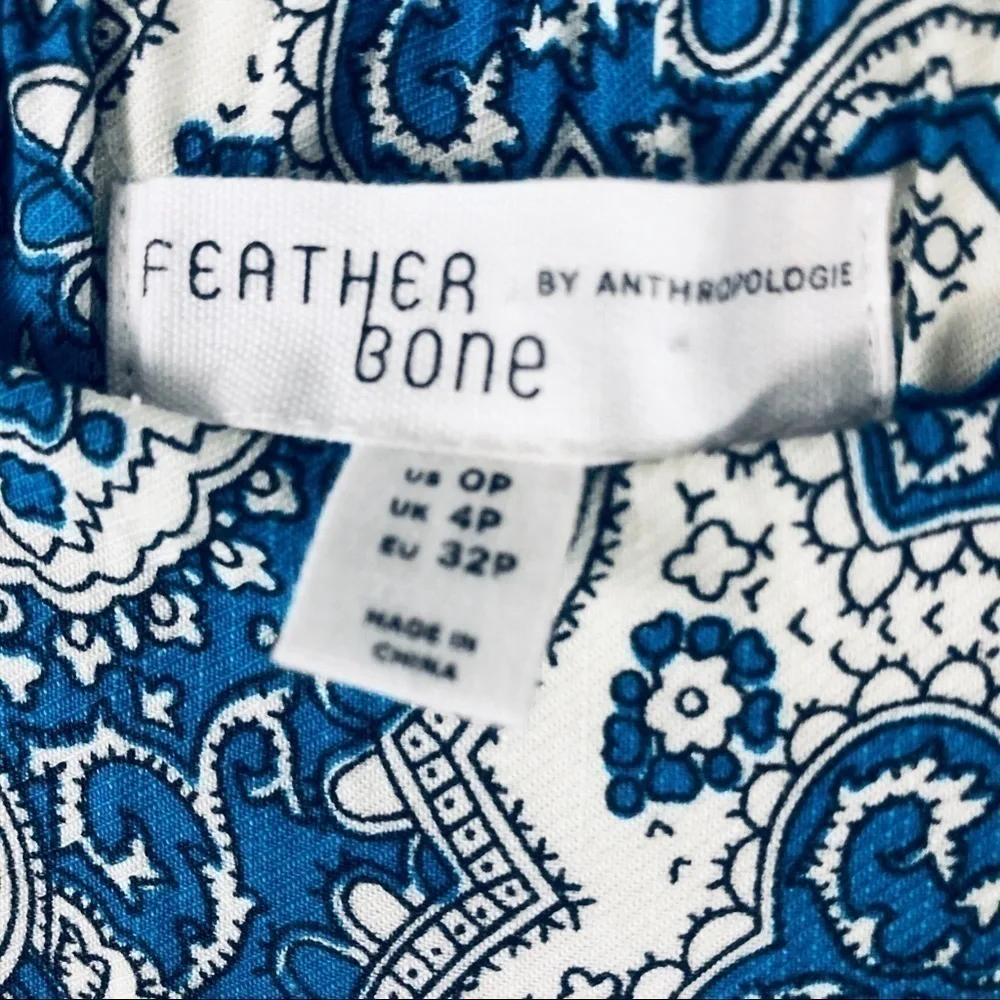 FEATHER BY ANTHROPOLOGIE
Bone
US 0P
UK 4P
EU 32P
MADE IN
CHINA